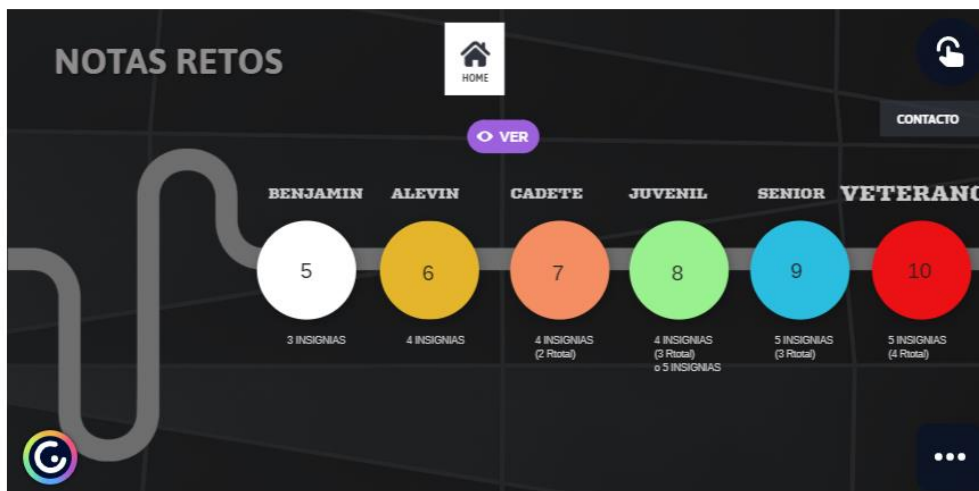 NOTAS RETOS
HOME
CONTACTO
VER
BENJAMIN ALEVIN CADETE JUVENIL SENIOR VETERANO
5 6 7 8 9 10
3 INSIGNIAS 4 INSIGNIAS 4 INSIGNIAS 4 INSIGNIAS 5 INSIGNIAS 5 INSIGNIAS
(2 Rtotal) (3 Rtotal) (3 Rtotal) (4 Rtotal)
o 5 INSIGNIAS